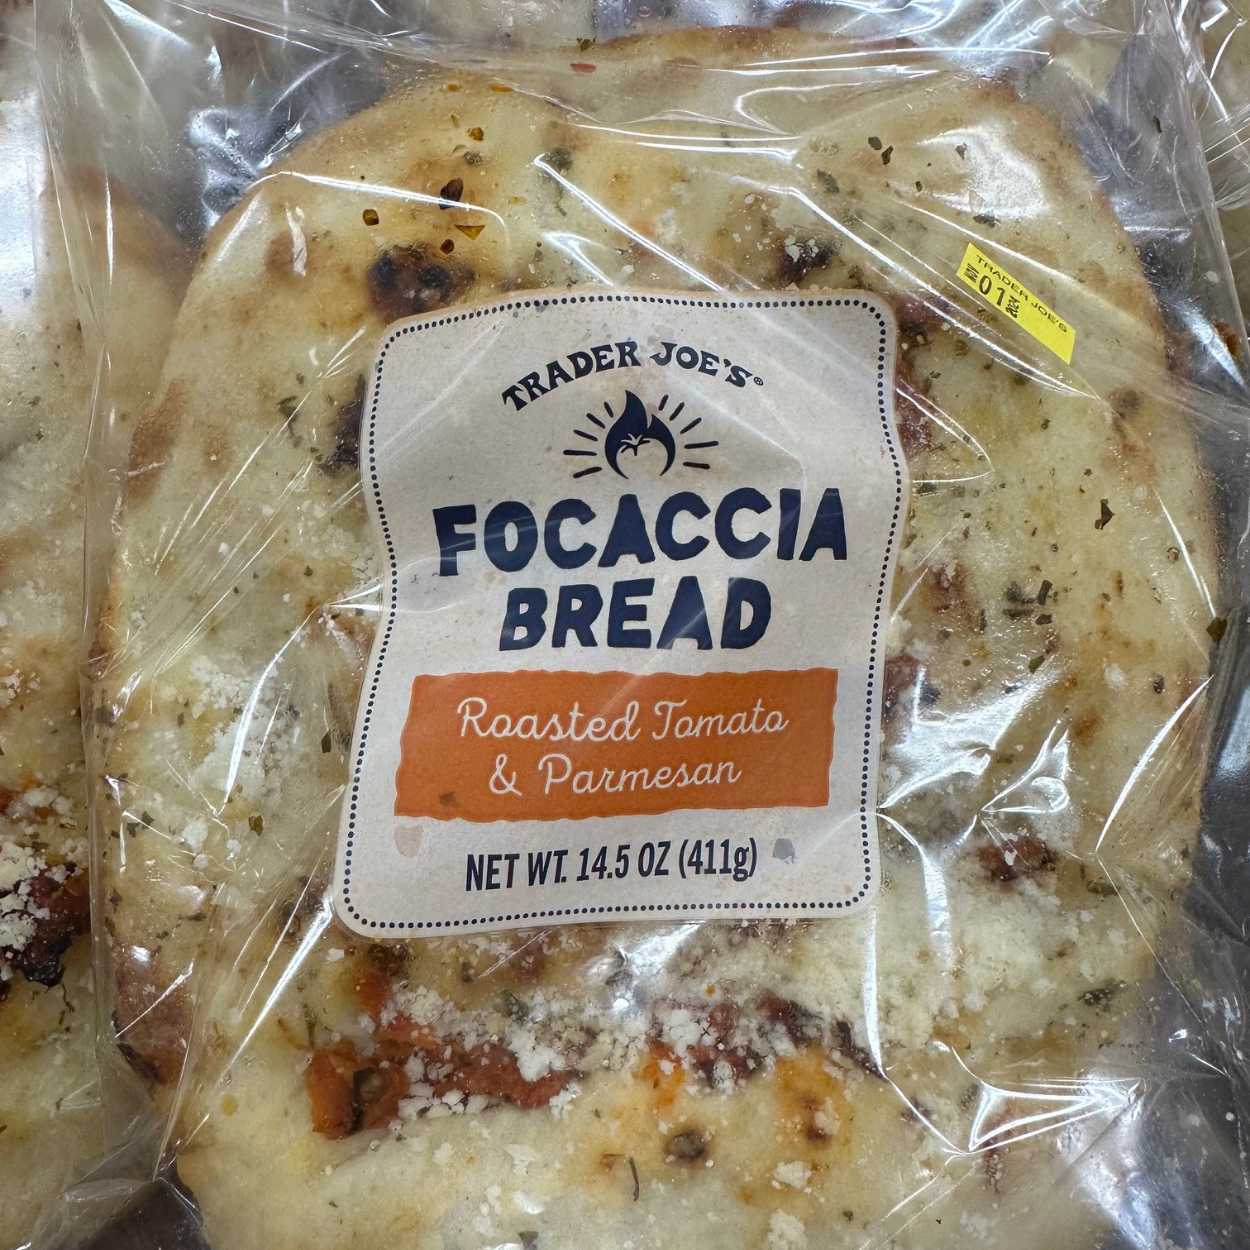 TRADER JOE'S®
FOCACCIA
BREAD
Roasted Tomato
& Parmesan
NET WT. 14.5 OZ (411g)
TRADER JOE'S
01